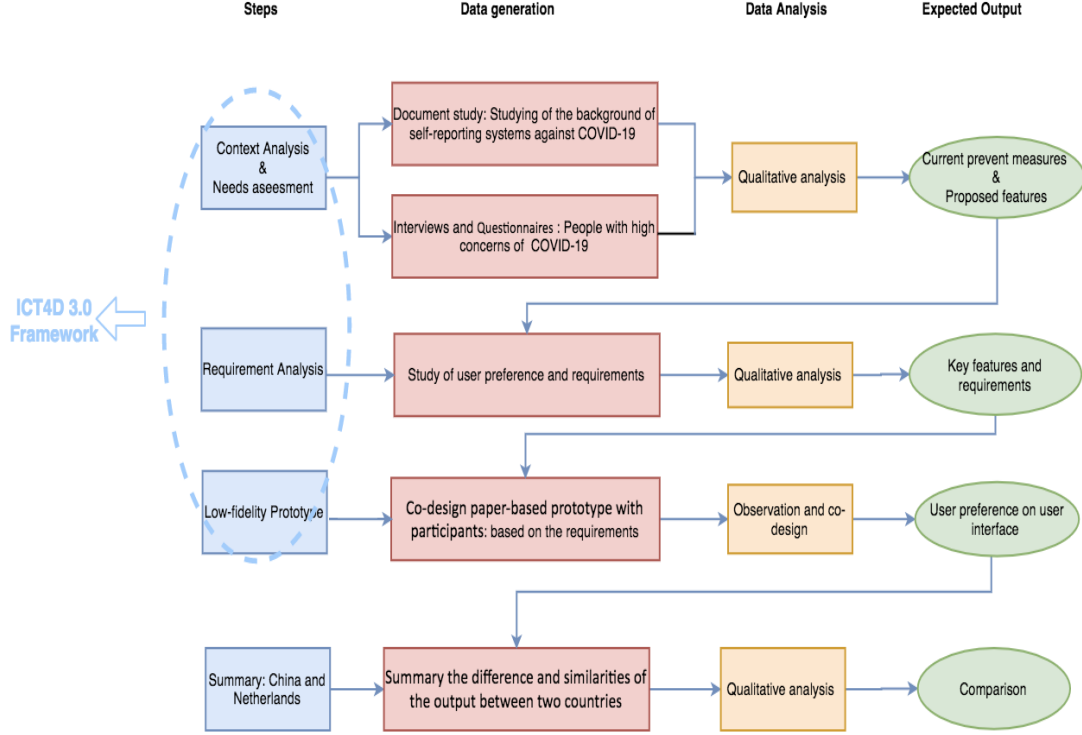 Steps
Data generation
Data Analysis
Expected Output
Context Analysis
&
Needs aseesment
Document study: Studying of the background of
self-reporting systems against COVID-19
Interviews and Questionnaires : People with high
concerns of COVID-19
Qualitative analysis
Current prevent measures
&
Proposed features
ICT4D 3.0
Framework
Requirement Analysis
Study of user preference and requirements
Qualitative analysis
Key features and
requirements
Low-fidelity Prototype
Co-design paper-based prototype with
participants: based on the requirements
Observation and co-
design
User preference on user
interface
Summary: China and
Netherlands
Summary the difference and similarities of
the output between two countries
Qualitative analysis
Comparison